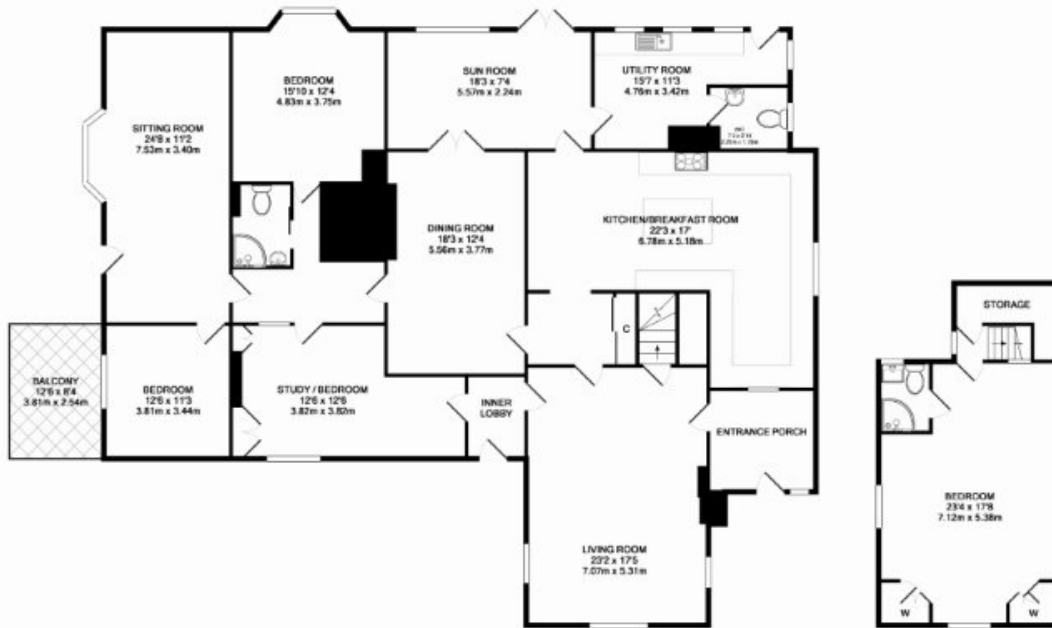 SITTING ROOM
24'8 x 11'2
7.53m x 3.40m
BEDROOM
15'10 x 12'4
4.83m x 3.75m
SUN ROOM
18'3 x 7'4
5.57m x 2.24m
UTILITY ROOM
15'7 x 11'3
4.76m x 3.42m
DINING ROOM
18'3 x 12'4
5.56m x 3.77m
KITCHEN/BREAKFAST ROOM
22'3 x 17'
6.78m x 5.18m
C
BALCONY
12'6 x 8'4
3.81m x 2.54m
BEDROOM
12'6 x 11'3
3.81m x 3.44m
STUDY / BEDROOM
12'6 x 12'6
3.82m x 3.82m
INNER
LOBBY
ENTRANCE PORCH
LIVING ROOM
23'2 x 17'5
7.07m x 5.31m
STORAGE
BEDROOM
23'4 x 17'8
7.12m x 5.38m
W
W